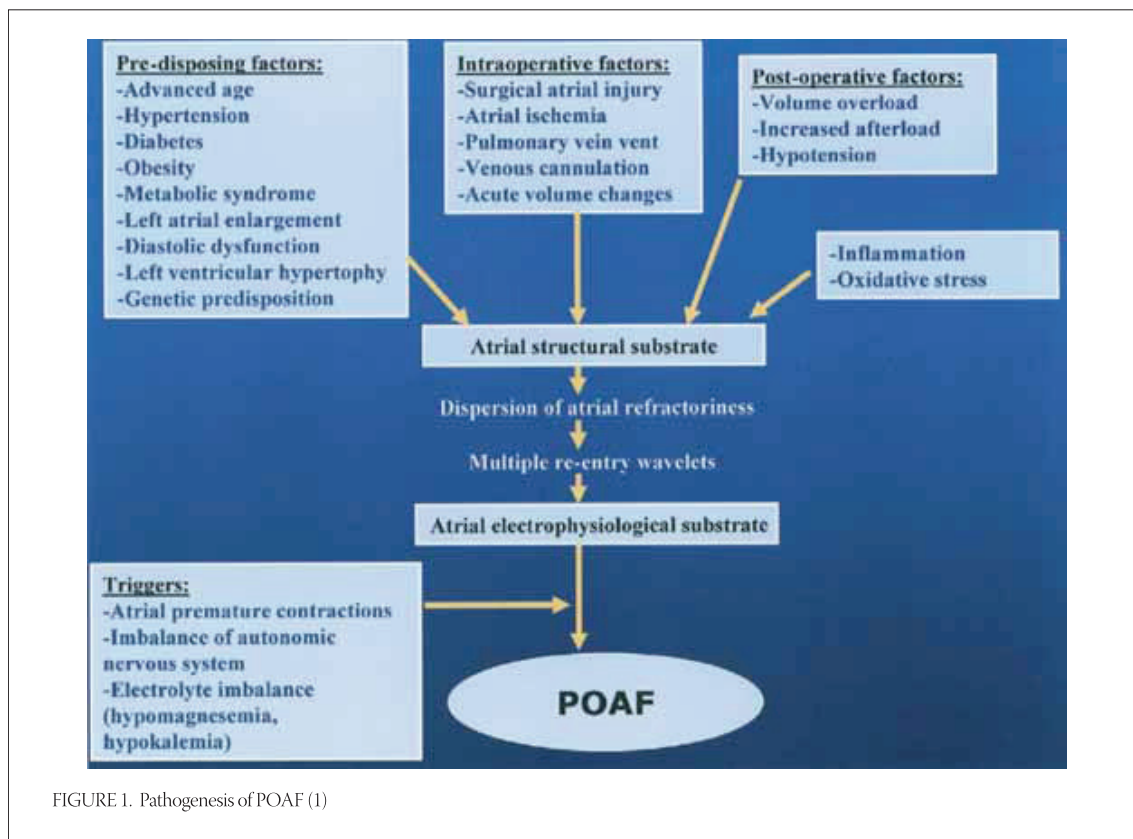 Pre-disposing factors:
-Advanced age
-Hypertension
-Diabetes
-Obesity
-Metabolic syndrome
-Left atrial enlargement
-Diastolic dysfunction
-Left ventricular hypertophy
-Genetic predisposition
Intraoperative factors:
-Surgical atrial injury
-Atrial ischemia
-Pulmonary vein vent
-Venous cannulation
-Acute volume changes
Post-operative factors:
-Volume overload
-Increased afterload
-Hypotension
-Inflammation
-Oxidative stress
Atrial structural substrate
Dispersion of atrial refractoriness
Multiple re-entry wavelets
Atrial electrophysiological substrate
Triggers:
-Atrial premature contractions
-Imbalance of autonomic
nervous system
-Electrolyte imbalance
(hypomagnesemia,
hypokalemia)
POAF
FIGURE 1. Pathogenesis of POAF (1)